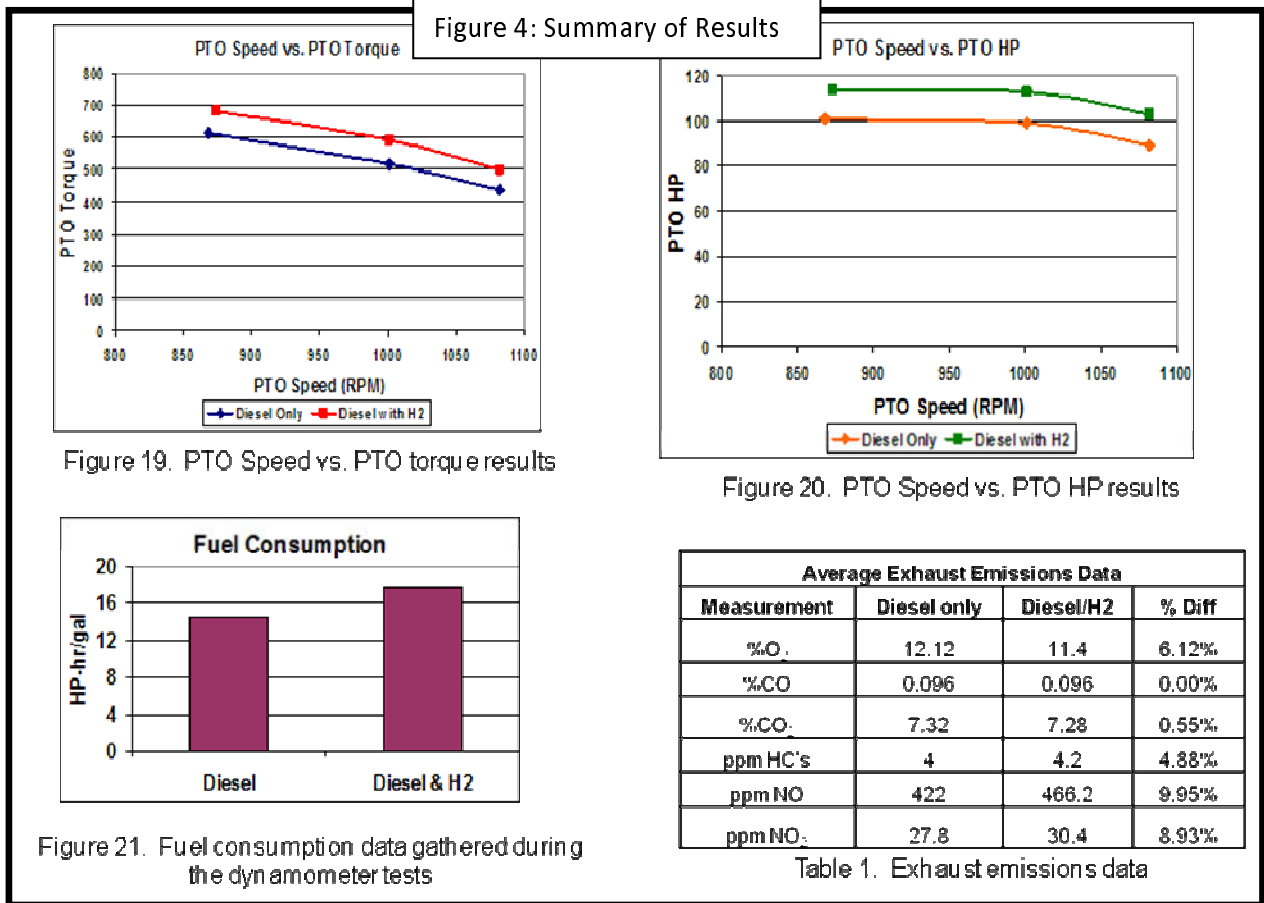 Figure 4: Summary of Results
PTO Speed vs. PTO Torque
PTO Torque
800
700
600
500
400
300
200
100
0
800 850 900 950 1000 1050 1100
PTO Speed (RPM)
Diesel Only Diesel with H2
Figure 19. PTO Speed vs. PTO torque results
PTO Speed vs. PTO HP
PTO HP
120
100
80
60
40
20
0
800 850 900 950 1000 1050 1100
PTO Speed (RPM)
Diesel Only Diesel with H2
Figure 20. PTO Speed vs. PTO HP results
Fuel Consumption
HP-hr/gal
20
16
12
8
4
0
Diesel Diesel & H2
Figure 21. Fuel consumption data gathered during
the dynamometer tests
Average Exhaust Emissions Data
Measurement Diesel only Diesel/H2 % Diff
%O₂ 12.12 11.4 6.12%
%CO 0.096 0.096 0.00%
%CO₂ 7.32 7.28 0.55%
ppm HC's 4 4.2 4.88%
ppm NO 422 466.2 9.95%
ppm NO₂ 27.8 30.4 8.93%
Table 1. Exhaust emissions data